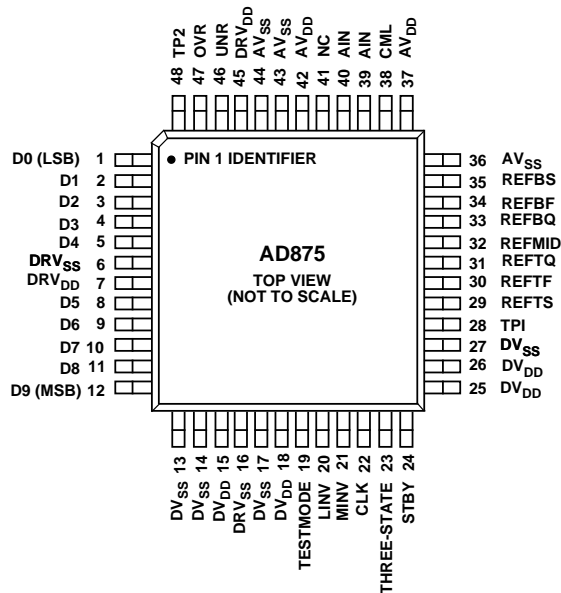 TP2 48
OVR 47
UNR 46
DRVDD 45
AVSS 44
AVSS 43
AVDD 42
NC 41
AIN 40
AIN 39
CML 38
AVDD 37
D0 (LSB) 1
D1 2
D2 3
D3 4
D4 5
DRVSS 6
DRVDD 7
D5 8
D6 9
D7 10
D8 11
D9 (MSB) 12
PIN 1 IDENTIFIER
AD875
TOP VIEW
(NOT TO SCALE)
36 AVSS
35 REFBS
34 REFBF
33 REFBQ
32 REFMID
31 REFTQ
30 REFTF
29 REFTS
28 TPI
27 DVSS
26 DVDD
25 DVDD
DVSS 13
DVSS 14
DVDD 15
DRVSS 16
DVSS 17
DVDD 18
TESTMODE 19
LINV 20
MINV 21
CLK 22
THREE-STATE 23
STBY 24